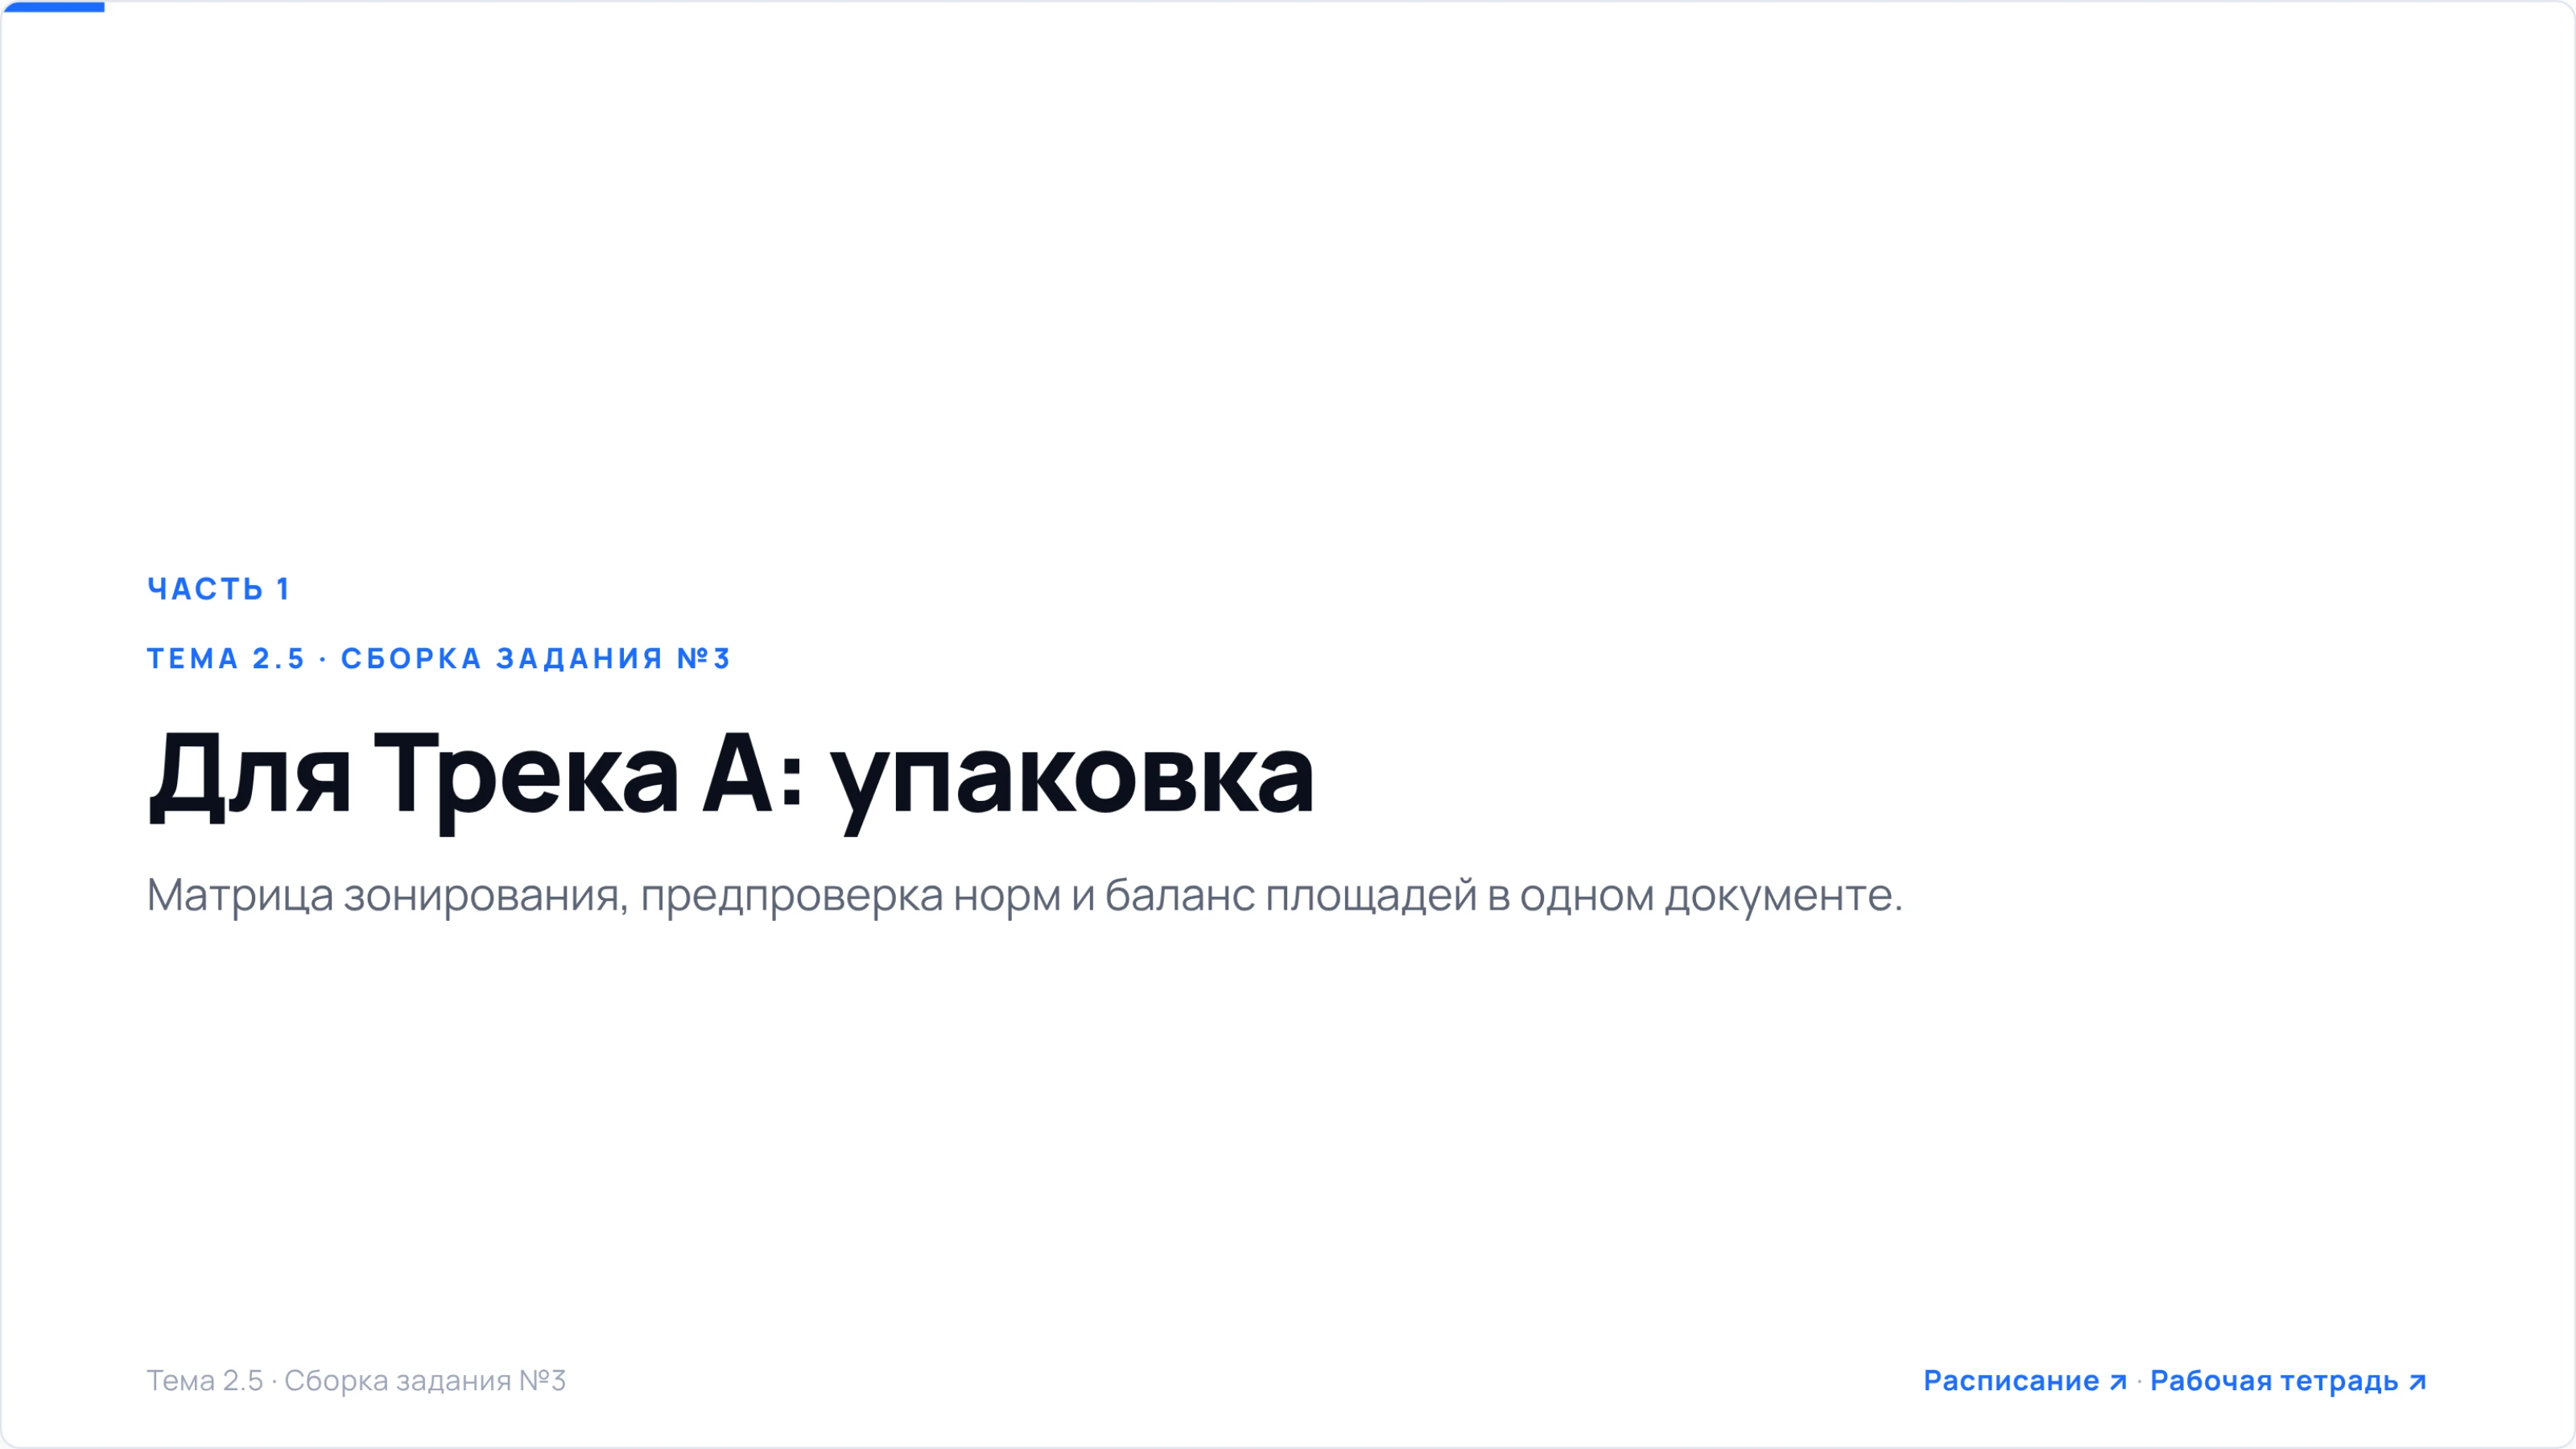 ЧАСТЬ 1
ТЕМА 2.5 · СБОРКА ЗАДАНИЯ №3
Для Трека А: упаковка
Матрица зонирования, предпроверка норм и баланс площадей в одном документе.
Тема 2.5 · Сборка задания №3
Расписание ↗ · Рабочая тетрадь ↗